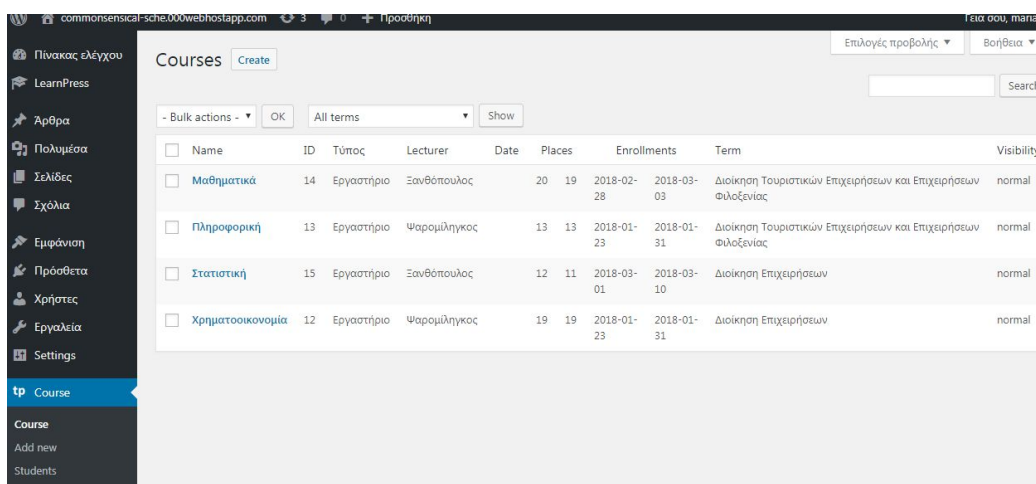 commonsensical-sche.000webhostapp.com 3 0 + Προσθήκη Γεια σου, maria
Πίνακας ελέγχου
LearnPress
Άρθρα
Πολυμέσα
Σελίδες
Σχόλια
Εμφάνιση
Πρόσθετα
Χρήστες
Εργαλεία
Settings
tp Course
Course
Add new
Students
Επιλογές προβολής ▼ Βοήθεια ▼
Courses Create
Search
- Bulk actions - ▼ OK All terms ▼ Show
Name ID Τύπος Lecturer Date Places Enrollments Term Visibility
Μαθηματικά 14 Εργαστήριο Ξανθόπουλος 20 19 2018-02- 2018-03- Διοίκηση Τουριστικών Επιχειρήσεων και Επιχειρήσεων normal
28 03 Φιλοξενίας
Πληροφορική 13 Εργαστήριο Ψαρομίληγκος 13 13 2018-01- 2018-01- Διοίκηση Τουριστικών Επιχειρήσεων και Επιχειρήσεων normal
23 31 Φιλοξενίας
Στατιστική 15 Εργαστήριο Ξανθόπουλος 12 11 2018-03- 2018-03- Διοίκηση Επιχειρήσεων normal
01 10
Χρηματοοικονομία 12 Εργαστήριο Ψαρομίληγκος 19 19 2018-01- 2018-01- Διοίκηση Επιχειρήσεων normal
23 31